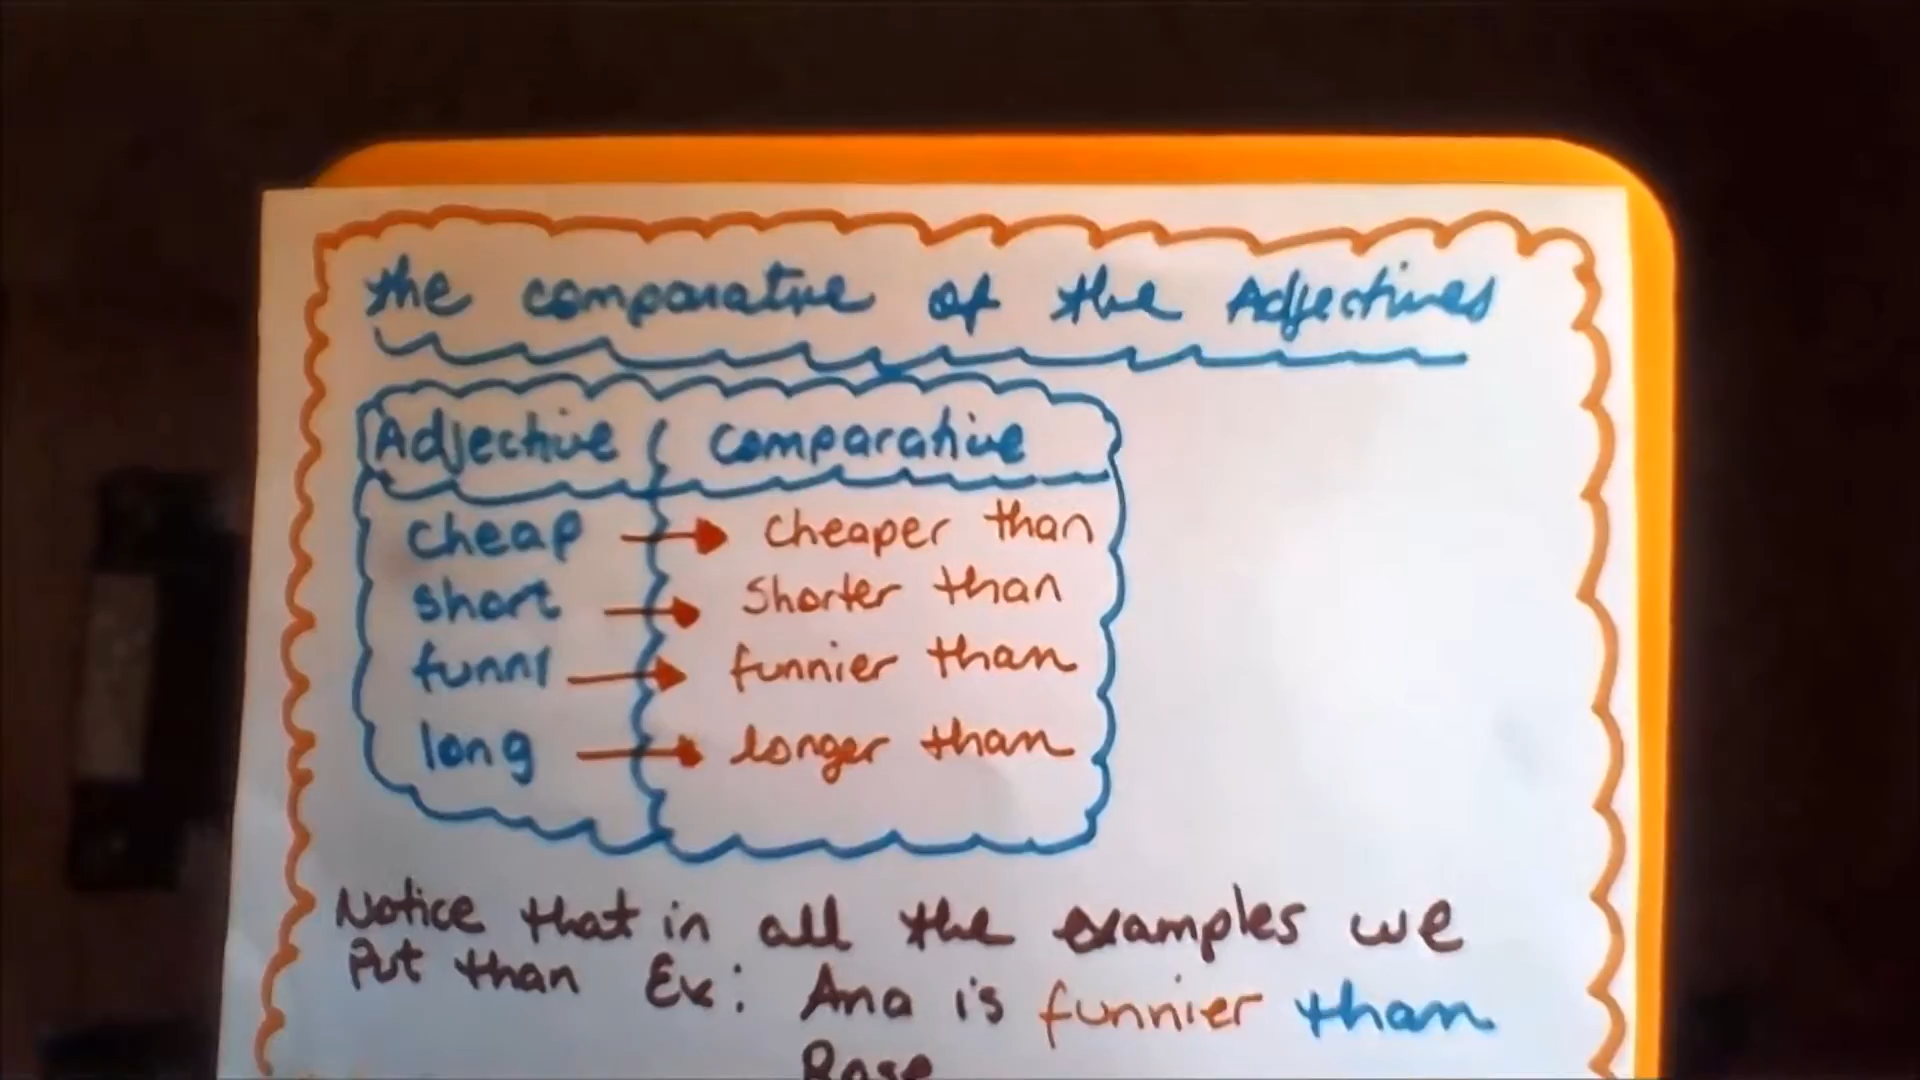 the comparative of the Adjectives
Adjective comparative
cheap cheaper than
short shorter than
funny funnier than
long longer than
Notice that in all the examples we
Put than Ex: Ana is funnier than
Rose